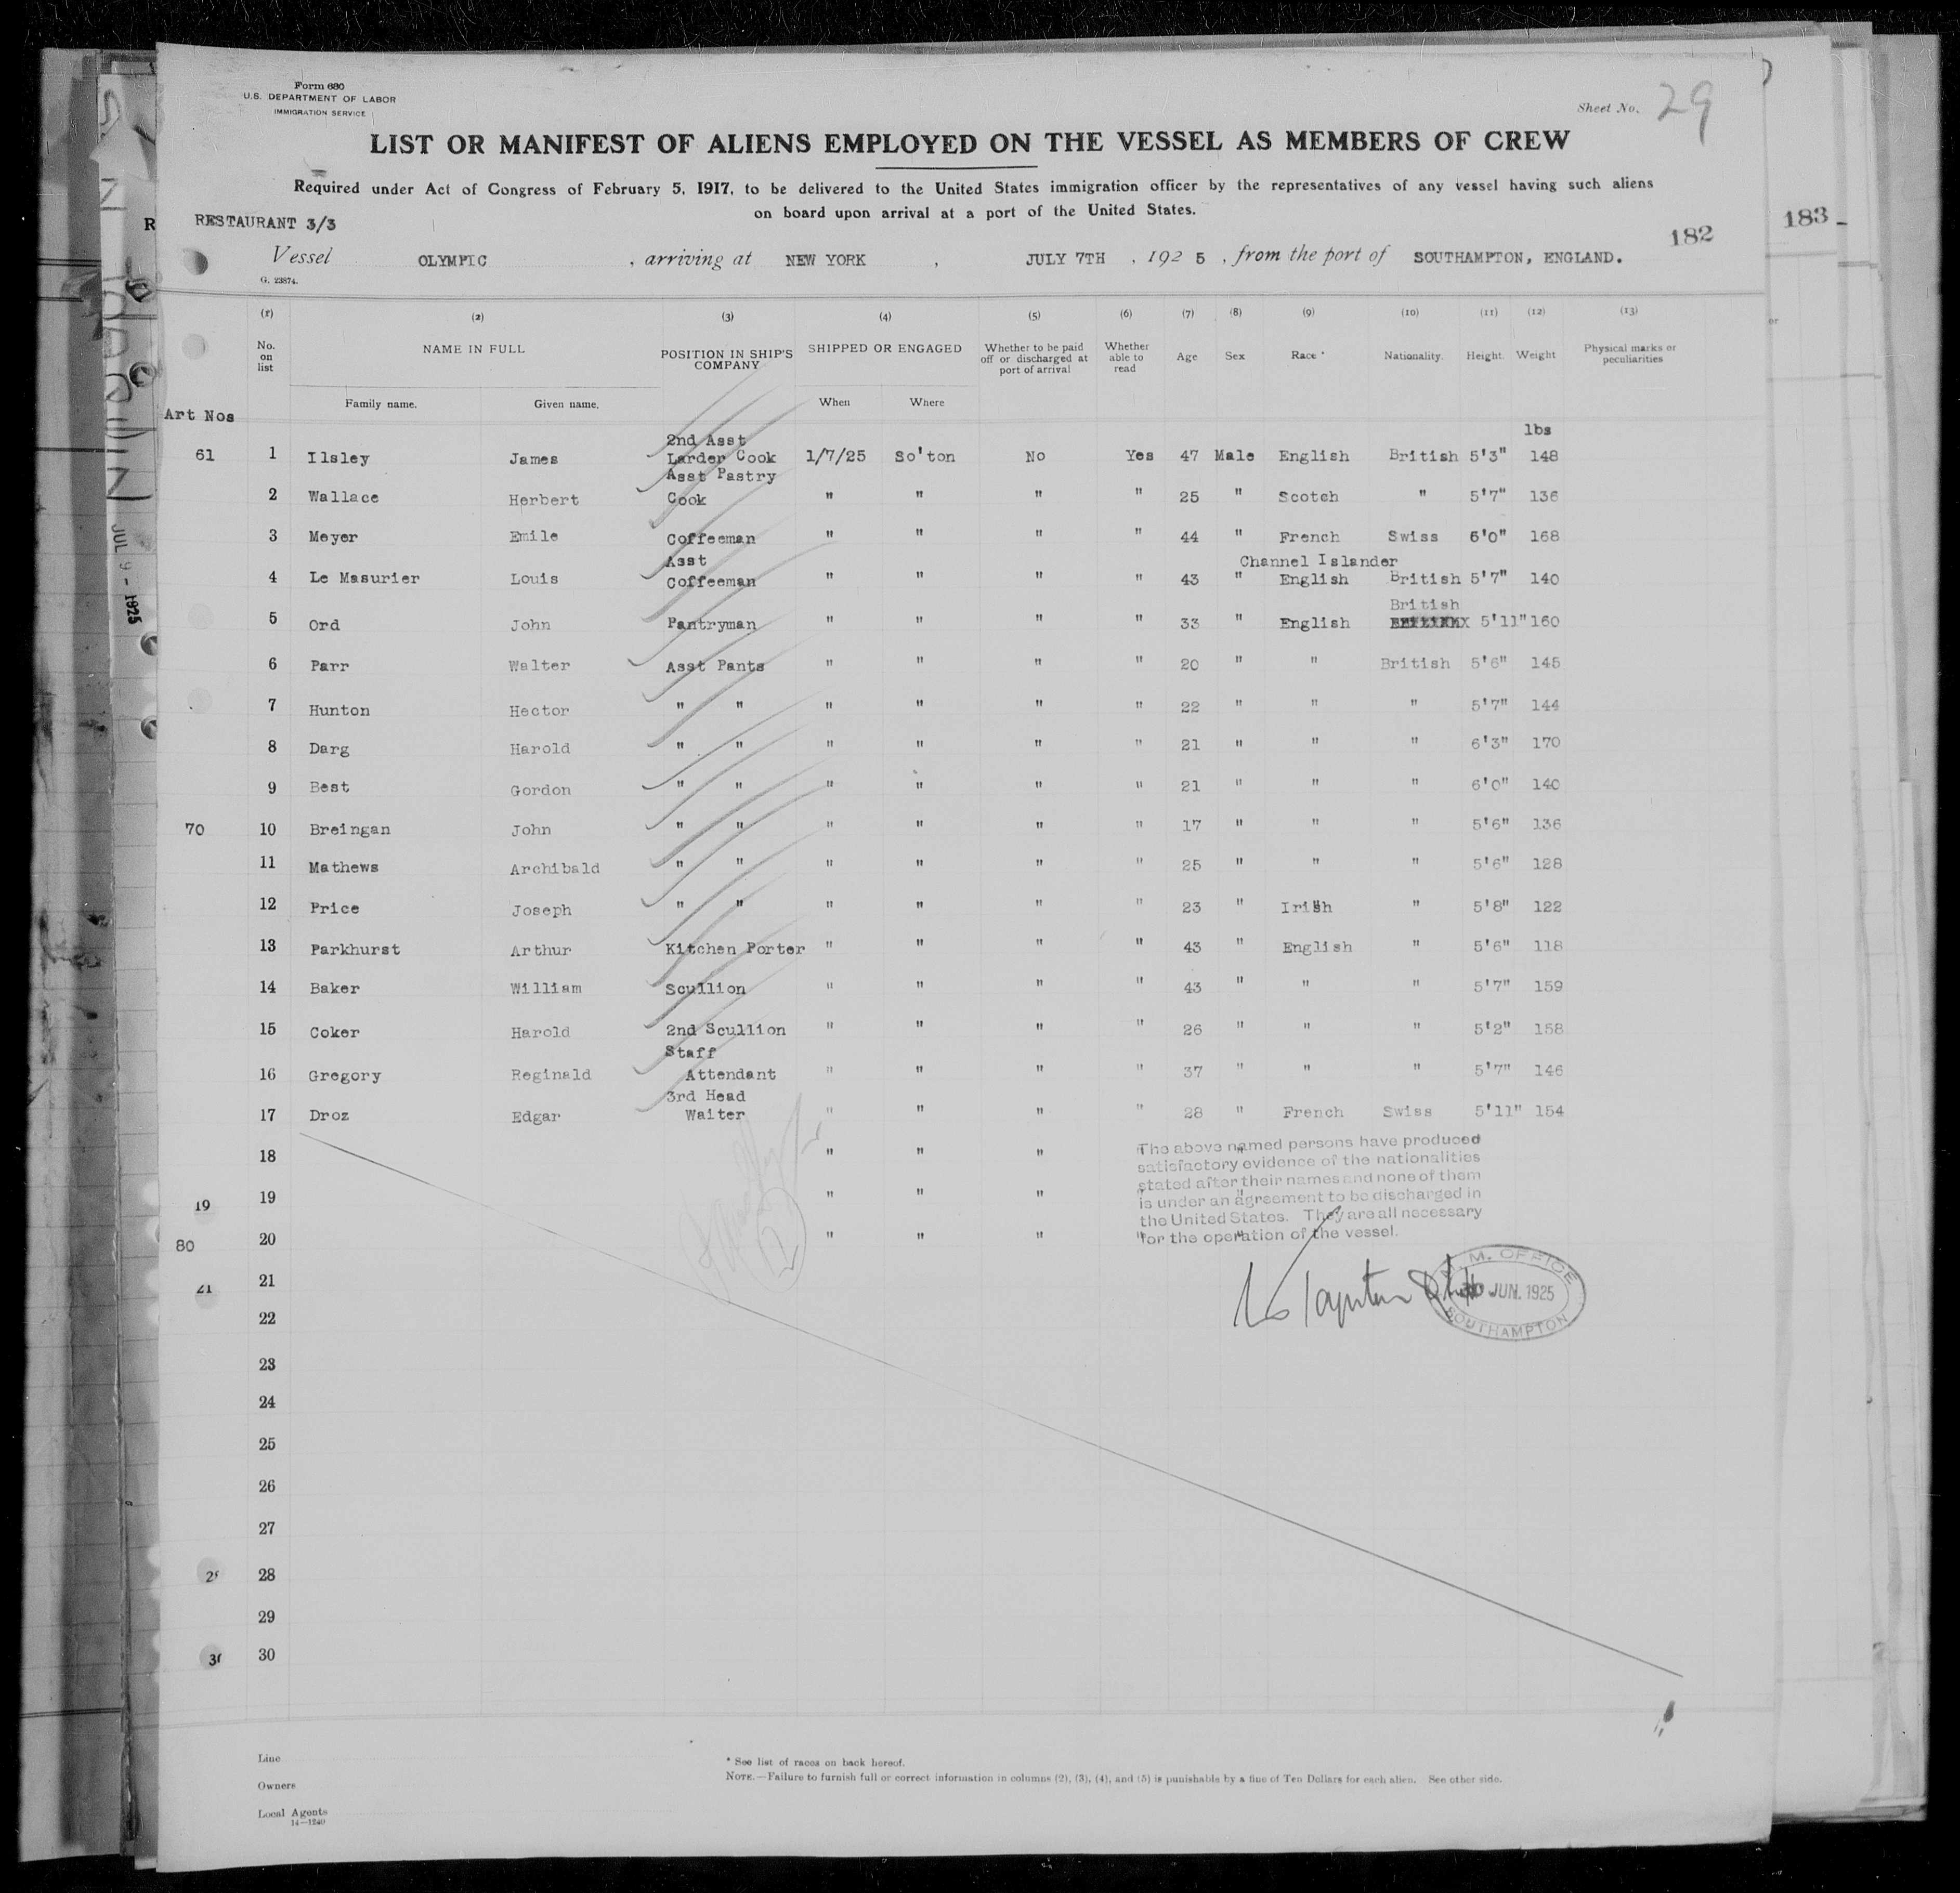 Form 680
U.S. DEPARTMENT OF LABOR
IMMIGRATION SERVICE
Sheet No. 29
LIST OR MANIFEST OF ALIENS EMPLOYED ON THE VESSEL AS MEMBERS OF CREW
Required under Act of Congress of February 5, 1917, to be delivered to the United States immigration officer by the representatives of any vessel having such aliens
on board upon arrival at a port of the United States.
RESTAURANT 3/3
182
183
Vessel OLYMPIC , arriving at NEW YORK , JULY 7TH , 192 5 , from the port of SOUTHAMPTON, ENGLAND.
G. 23874.
(1) (2) (3) (4) (5) (6) (7) (8) (9) (10) (11) (12) (13)
No. on list NAME IN FULL POSITION IN SHIP'S COMPANY SHIPPED OR ENGAGED Whether to be paid off or discharged at port of arrival Whether able to read Age Sex Race * Nationality. Height. Weight Physical marks or peculiarities
Family name. Given name. When Where
Art Nos
lbs
2nd Asst
61 1 Ilsley James Larder Cook 1/7/25 So'ton No Yes 47 Male English British 5'3" 148
Asst Pastry
2 Wallace Herbert Cook " " " " 25 " Scotch " 5'7" 136
3 Meyer Emile Coffeeman " " " " 44 " French Swiss 6'0" 168
Asst Channel Islander
4 Le Masurier Louis Coffeeman " " " " 43 " English British 5'7" 140
British
5 Ord John Pantryman " " " " 33 " English 5'11" 160
6 Parr Walter Asst Pants " " " " 20 " " British 5'6" 145
7 Hunton Hector " " " " " " 22 " " " 5'7" 144
8 Darg Harold " " " " " " 21 " " " 6'3" 170
9 Best Gordon " " " " " " 21 " " " 6'0" 140
70 10 Breingan John " " " " " " 17 " " " 5'6" 136
11 Mathews Archibald " " " " " " 25 " " " 5'6" 128
12 Price Joseph " " " " " " 23 " Irish " 5'8" 122
13 Parkhurst Arthur Kitchen Porter " " " " 43 " English " 5'6" 118
14 Baker William Scullion " " " " 43 " " " 5'7" 159
15 Coker Harold 2nd Scullion " " " " 26 " " " 5'2" 158
Staff
16 Gregory Reginald Attendant " " " " 37 " " " 5'7" 146
3rd Head
17 Droz Edgar Waiter " " " " 28 " French Swiss 5'11" 154
18 " " "
19 19 " " "
80 20 " " "
The above named persons have produced
satisfactory evidence of the nationalities
stated after their names and none of them
is under an agreement to be discharged in
the United States. They are all necessary
for the operation of the vessel.
M.M. OFFICE
JUN. 1925
SOUTHAMPTON
21 21
22
23
24
25
26
27
28
29
30
JUL 9 - 1925
Line
Owners
Local Agents
14—1240
* See list of races on back hereof.
NOTE.—Failure to furnish full or correct information in columns (2), (3), (4), and (5) is punishable by a fine of Ten Dollars for each alien. See other side.